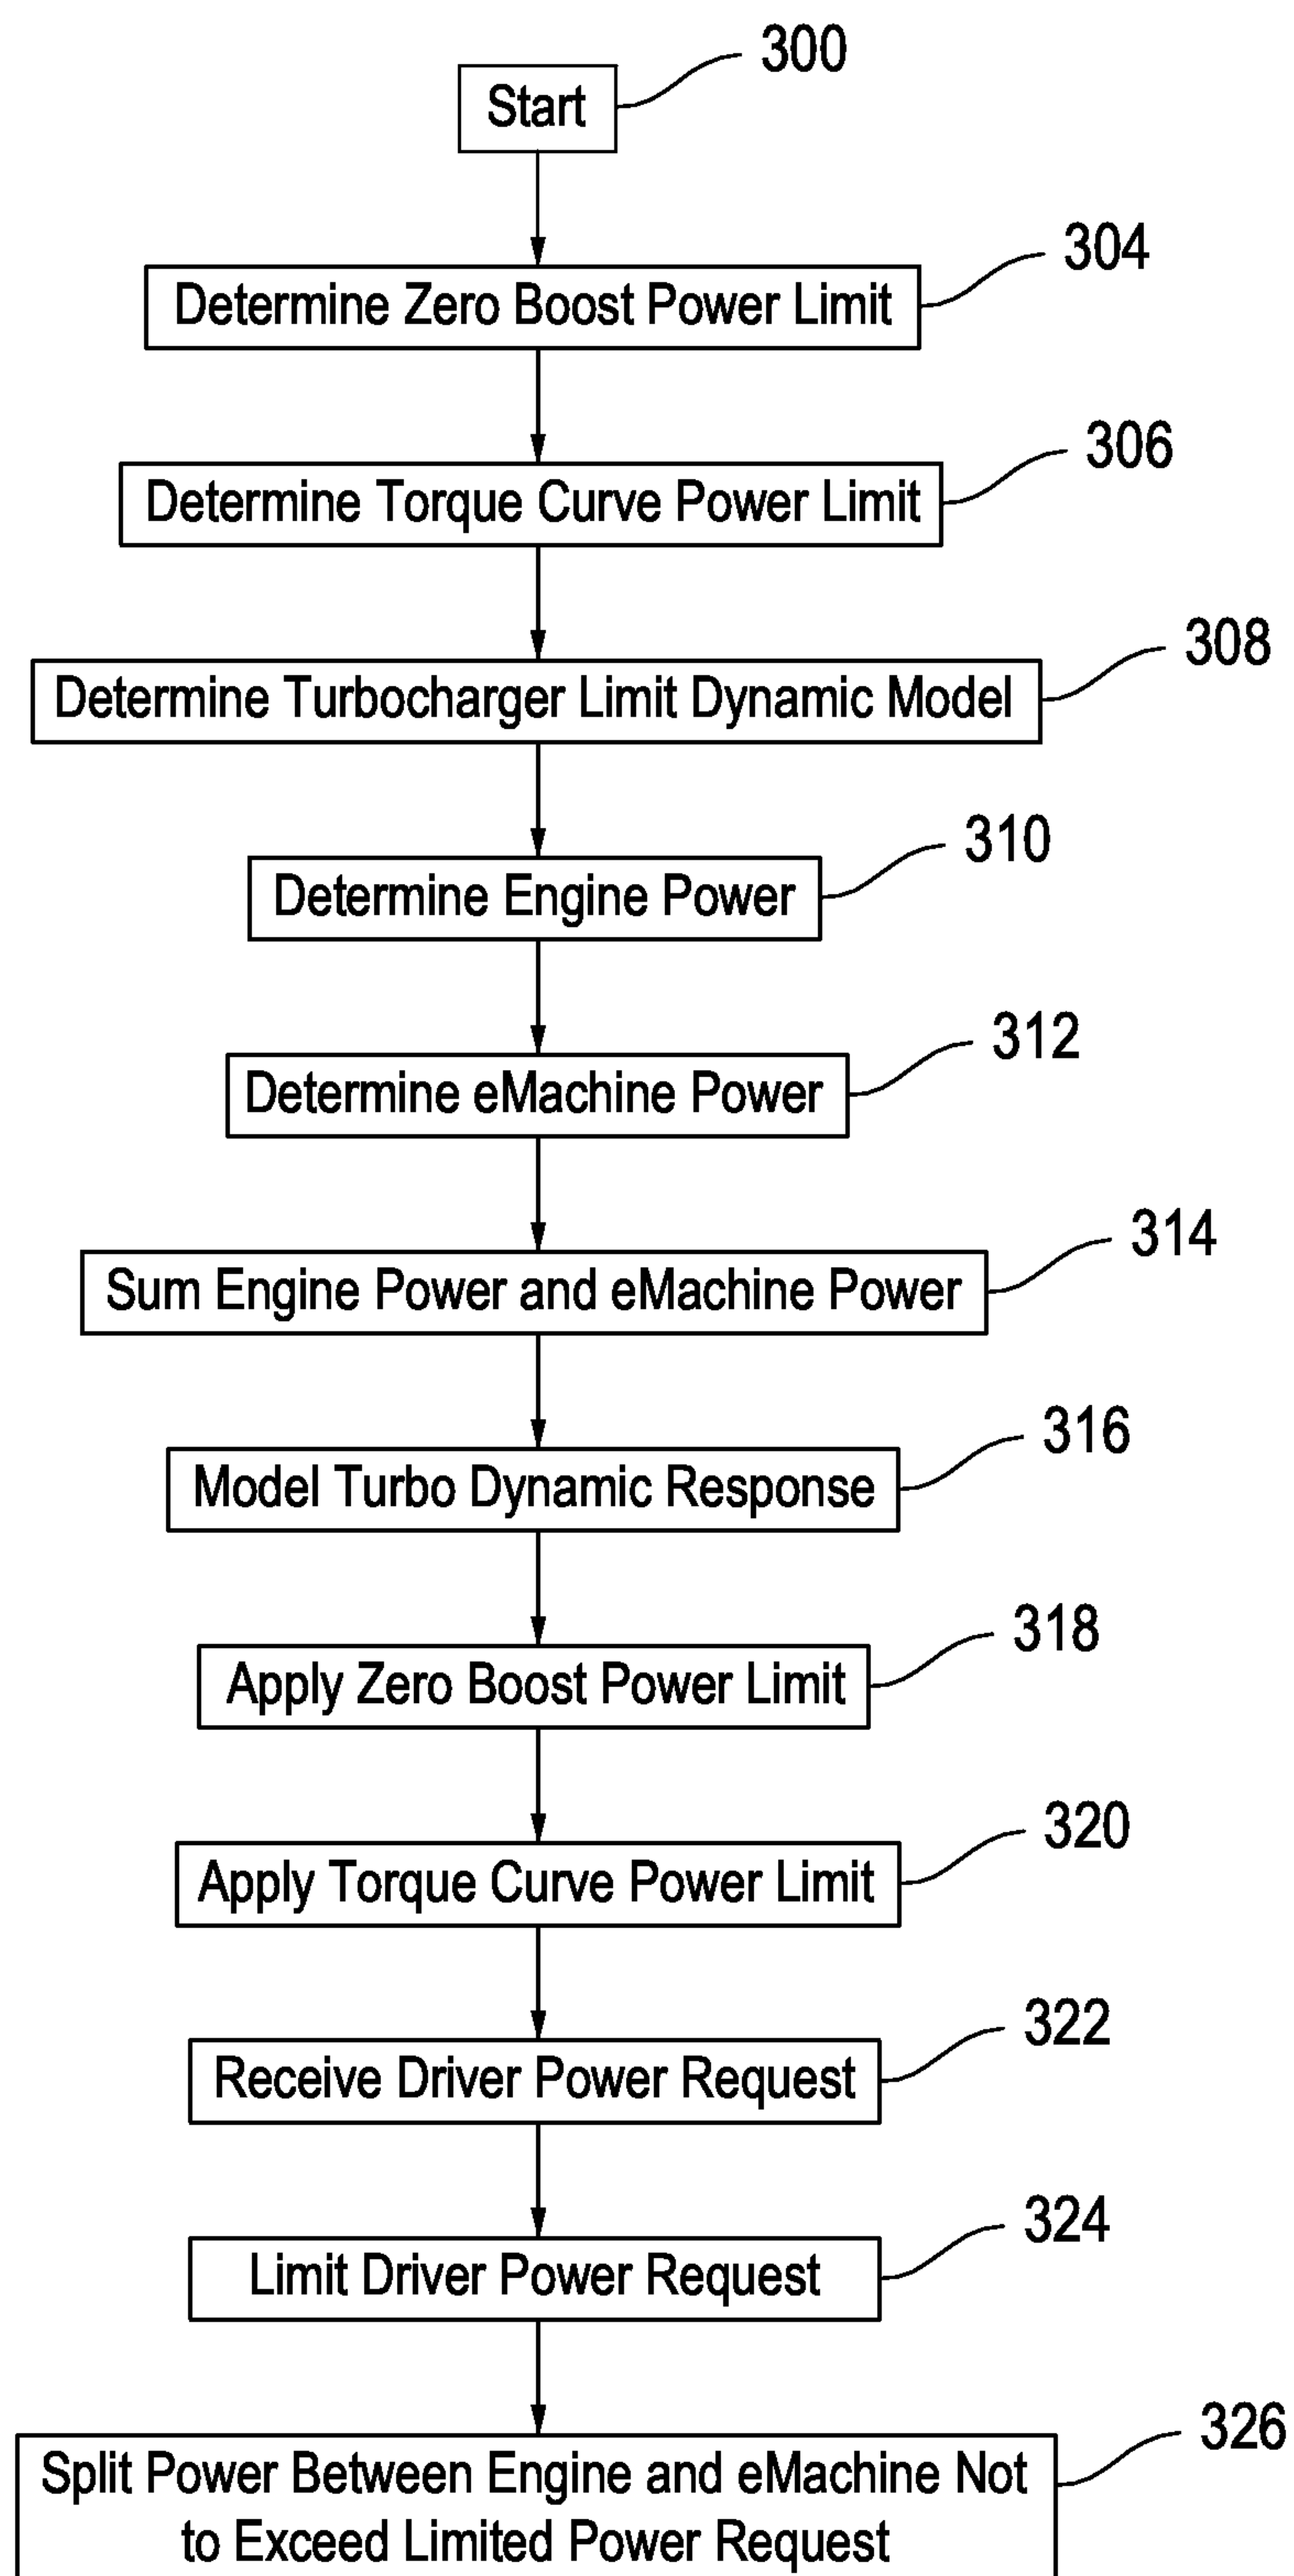 300
Start
304
Determine Zero Boost Power Limit
306
Determine Torque Curve Power Limit
308
Determine Turbocharger Limit Dynamic Model
310
Determine Engine Power
312
Determine eMachine Power
314
Sum Engine Power and eMachine Power
316
Model Turbo Dynamic Response
318
Apply Zero Boost Power Limit
320
Apply Torque Curve Power Limit
322
Receive Driver Power Request
324
Limit Driver Power Request
326
Split Power Between Engine and eMachine Not
to Exceed Limited Power Request